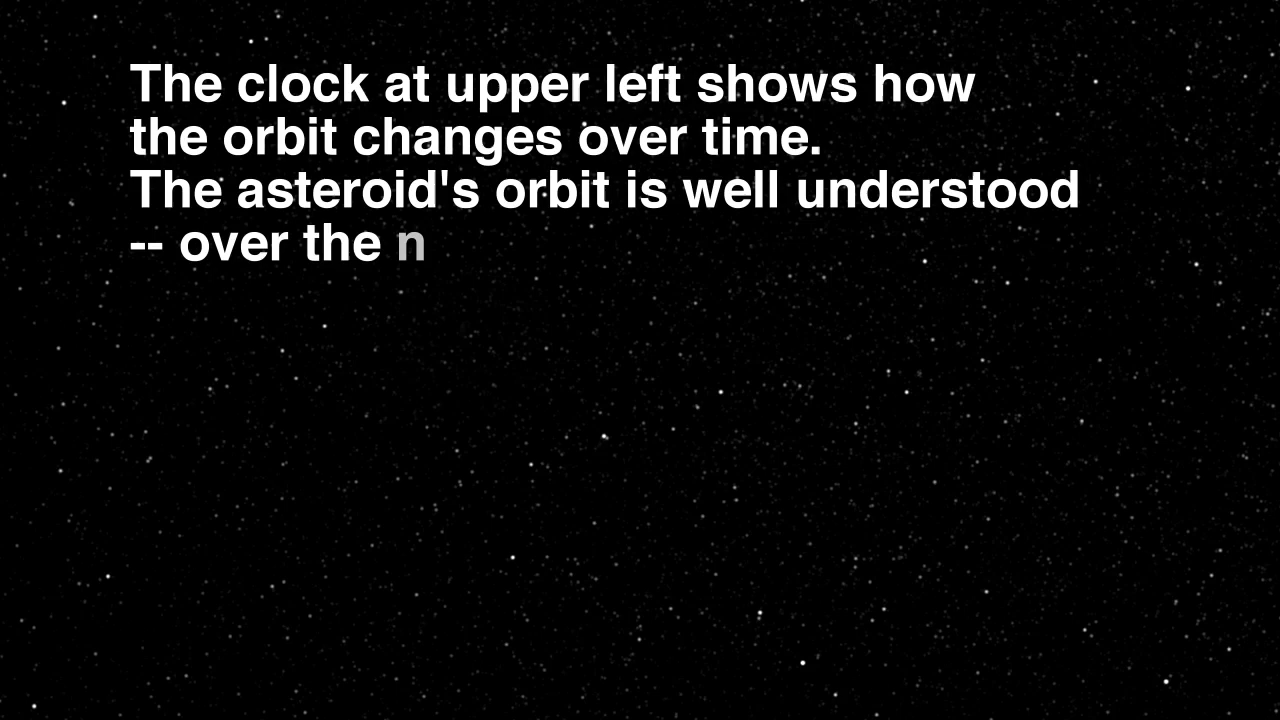 The clock at upper left shows how
the orbit changes over time.
The asteroid's orbit is well understood
-- over the n